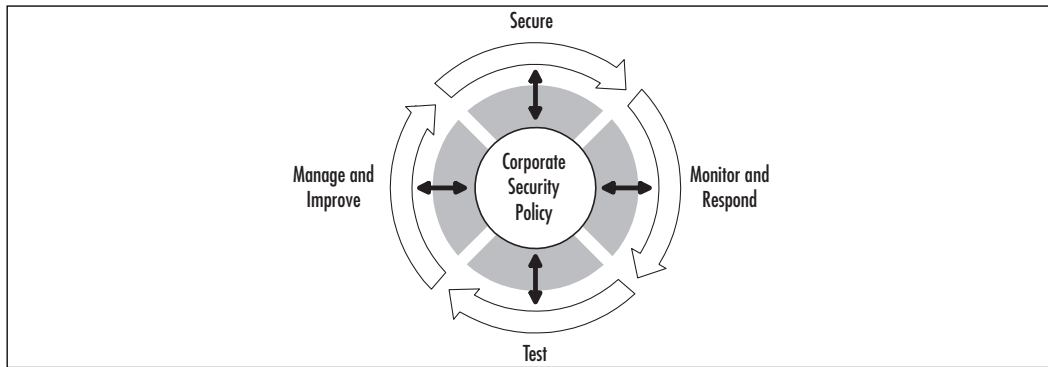 Secure
Manage and
Improve
Corporate
Security
Policy
Monitor and
Respond
Test